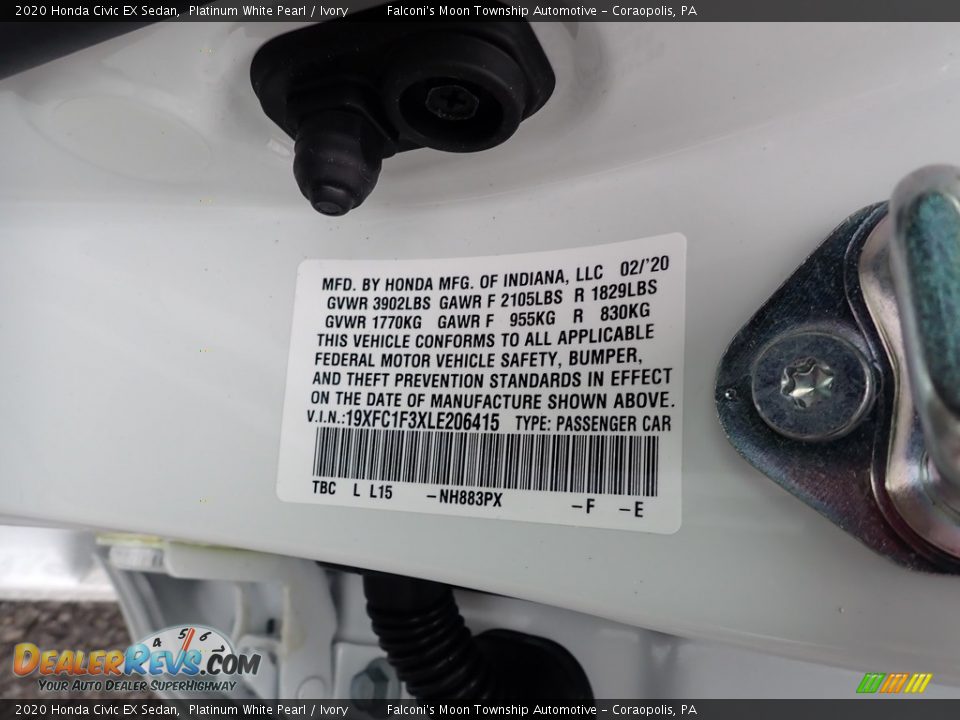 2020 Honda Civic EX Sedan, Platinum White Pearl / Ivory Falconi's Moon Township Automotive - Coraopolis, PA
MFD. BY HONDA MFG. OF INDIANA, LLC 02/'20
GVWR 3902LBS GAWR F 2105LBS R 1829LBS
GVWR 1770KG GAWR F 955KG R 830KG
THIS VEHICLE CONFORMS TO ALL APPLICABLE
FEDERAL MOTOR VEHICLE SAFETY, BUMPER,
AND THEFT PREVENTION STANDARDS IN EFFECT
ON THE DATE OF MANUFACTURE SHOWN ABOVE.
V.I.N.:19XFC1F3XLE206415 TYPE: PASSENGER CAR
TBC L L15 -NH883PX -F -E
4 5 6
DealerRevs.com
Your Auto Dealer SuperHighway
2020 Honda Civic EX Sedan, Platinum White Pearl / Ivory Falconi's Moon Township Automotive - Coraopolis, PA